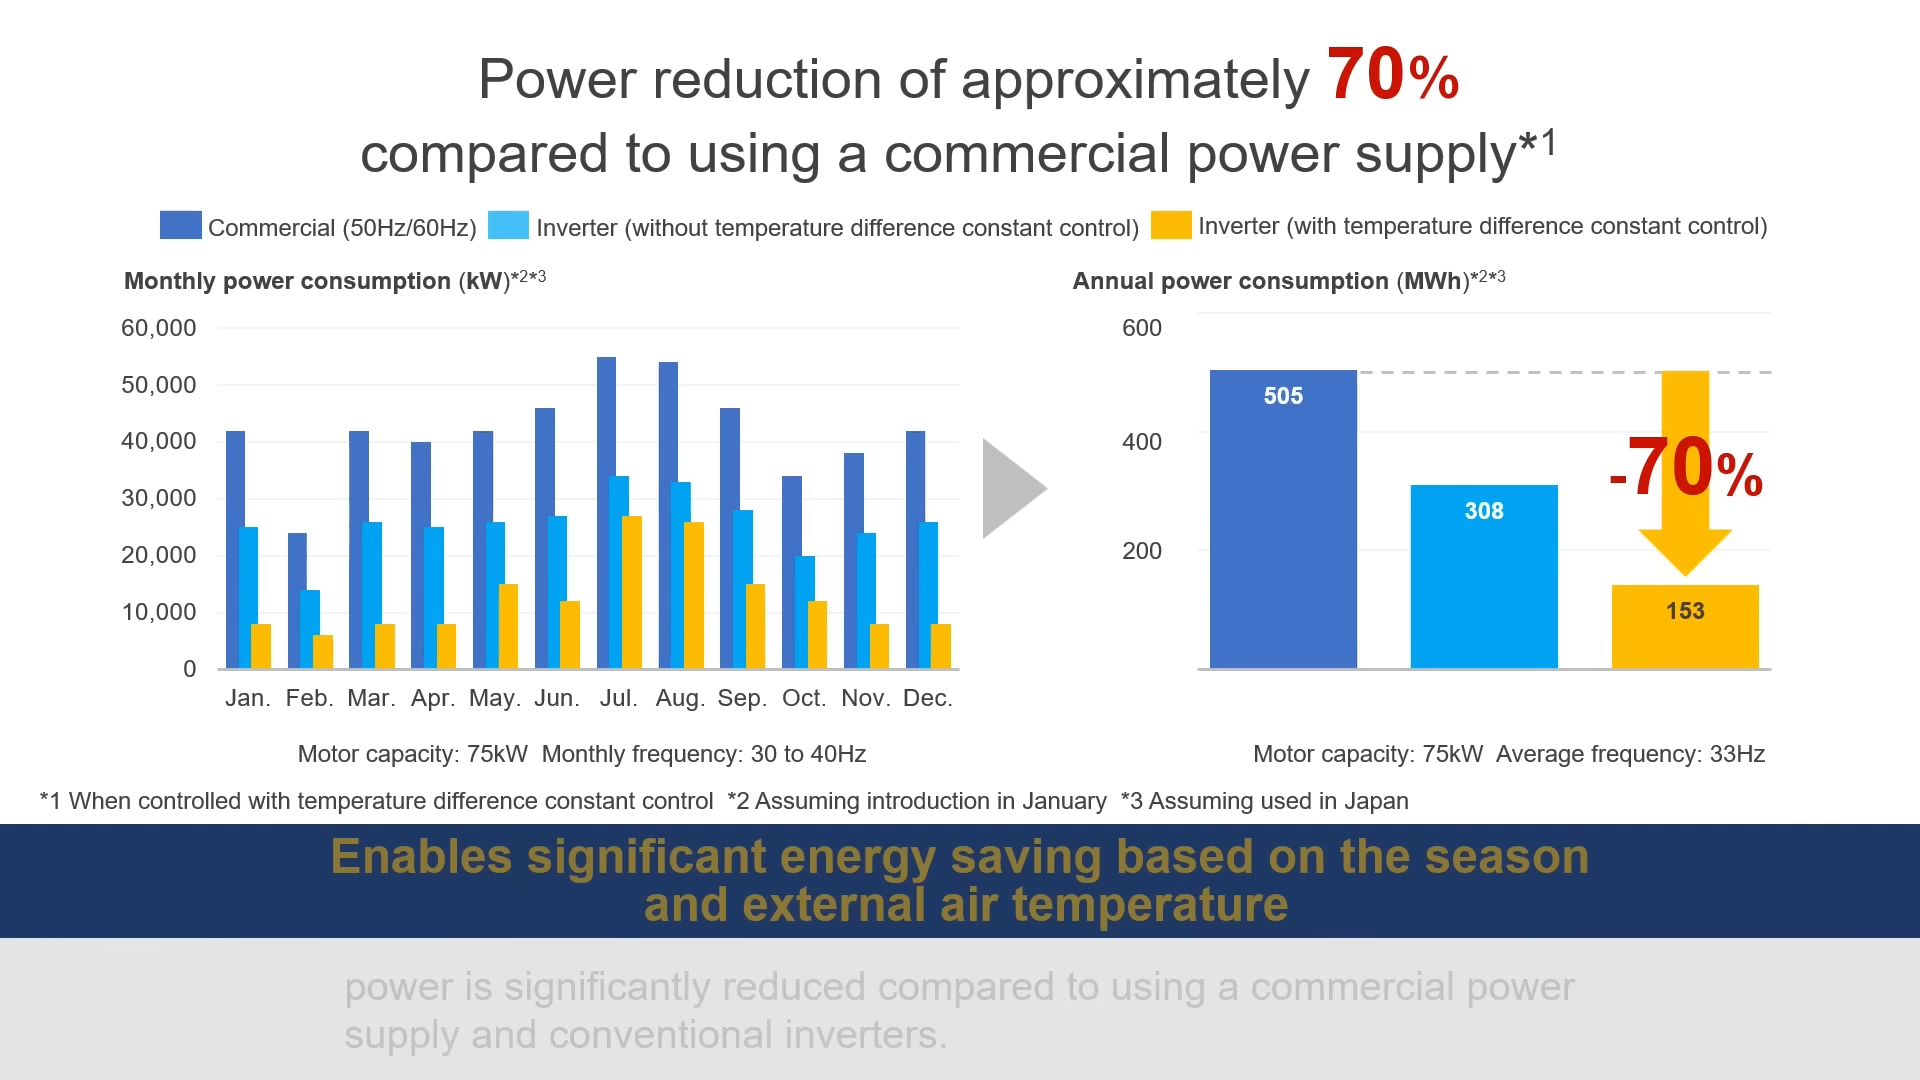 Power reduction of approximately 70%
compared to using a commercial power supply*1
Commercial (50Hz/60Hz) Inverter (without temperature difference constant control) Inverter (with temperature difference constant control)
Monthly power consumption (kW)*2*3
60,000
50,000
40,000
30,000
20,000
10,000
0
Jan. Feb. Mar. Apr. May. Jun. Jul. Aug. Sep. Oct. Nov. Dec.
Motor capacity: 75kW Monthly frequency: 30 to 40Hz
Annual power consumption (MWh)*2*3
600
400
200
505
308
-70%
153
Motor capacity: 75kW Average frequency: 33Hz
*1 When controlled with temperature difference constant control *2 Assuming introduction in January *3 Assuming used in Japan
Enables significant energy saving based on the season
and external air temperature
power is significantly reduced compared to using a commercial power
supply and conventional inverters.